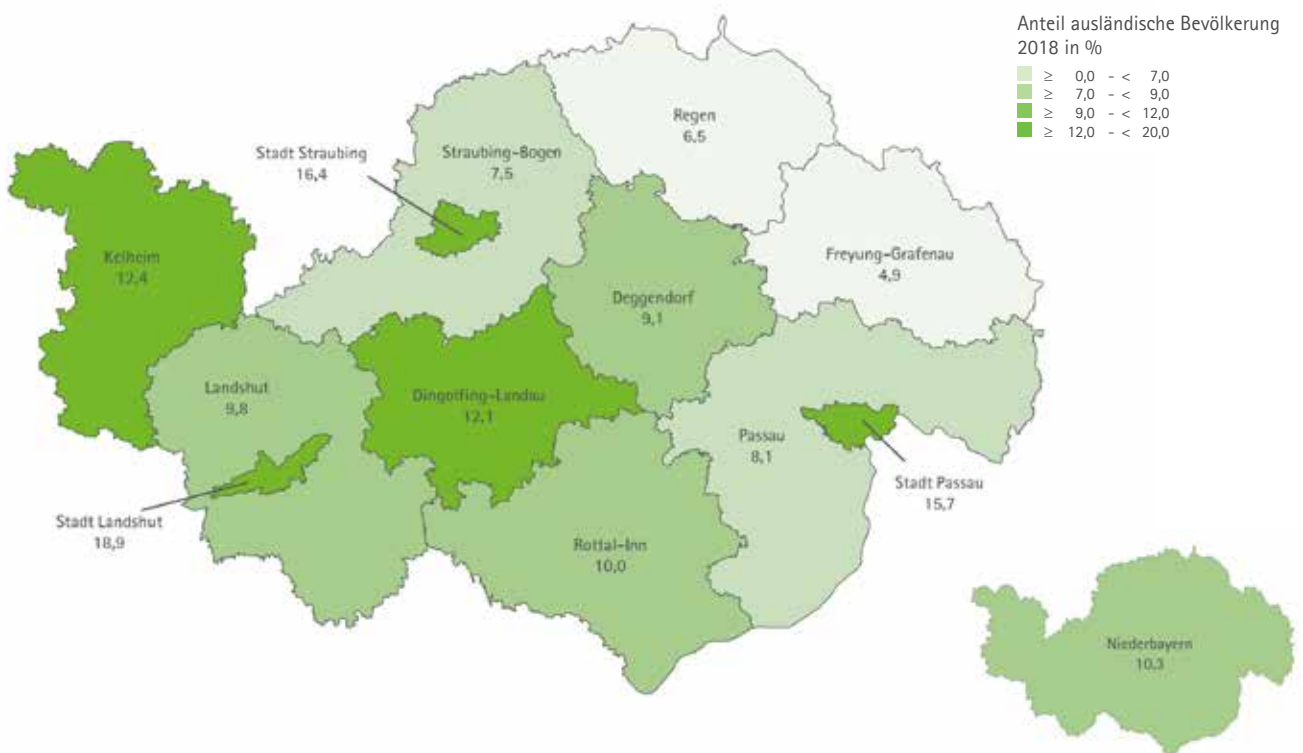 Anteil ausländische Bevölkerung
2018 in %
≥ 0,0 - < 7,0
≥ 7,0 - < 9,0
≥ 9,0 - < 12,0
≥ 12,0 - < 20,0
Regen
6,5
Stadt Straubing
16,4
Straubing-Bogen
7,5
Kelheim
12,4
Freyung-Grafenau
4,9
Deggendorf
9,1
Landshut
9,8
Dingolfing-Landau
12,1
Passau
8,1
Stadt Passau
15,7
Stadt Landshut
18,9
Rottal-Inn
10,0
Niederbayern
10,3